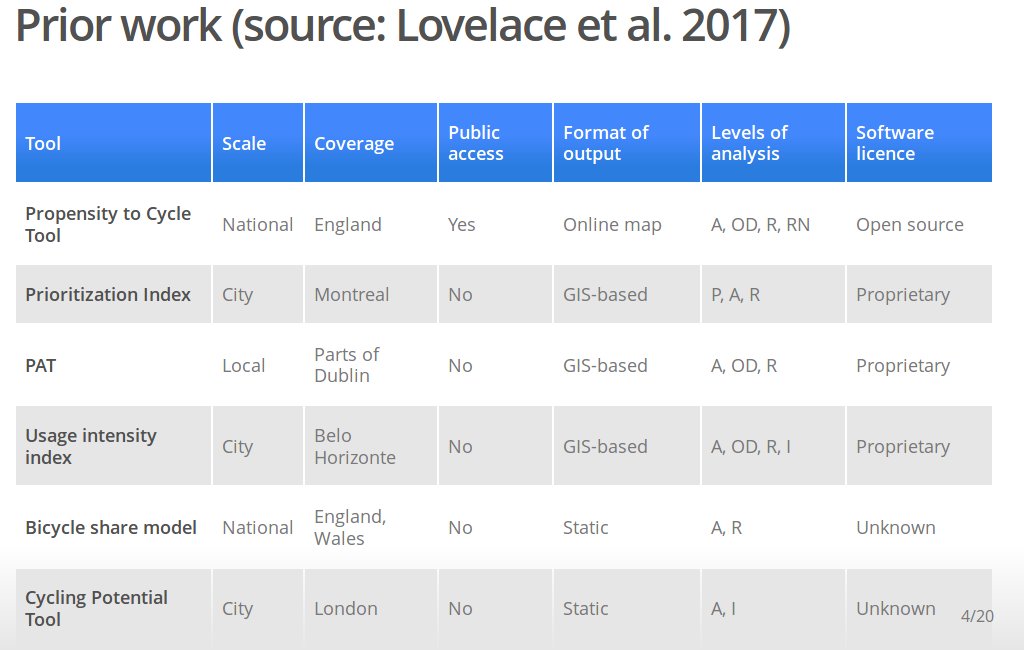 Prior work (source: Lovelace et al. 2017)
Tool Scale Coverage Public access Format of output Levels of analysis Software licence
Propensity to Cycle Tool National England Yes Online map A, OD, R, RN Open source
Prioritization Index City Montreal No GIS-based P, A, R Proprietary
PAT Local Parts of Dublin No GIS-based A, OD, R Proprietary
Usage intensity index City Belo Horizonte No GIS-based A, OD, R, I Proprietary
Bicycle share model National England, Wales No Static A, R Unknown
Cycling Potential Tool City London No Static A, I Unknown
4/20